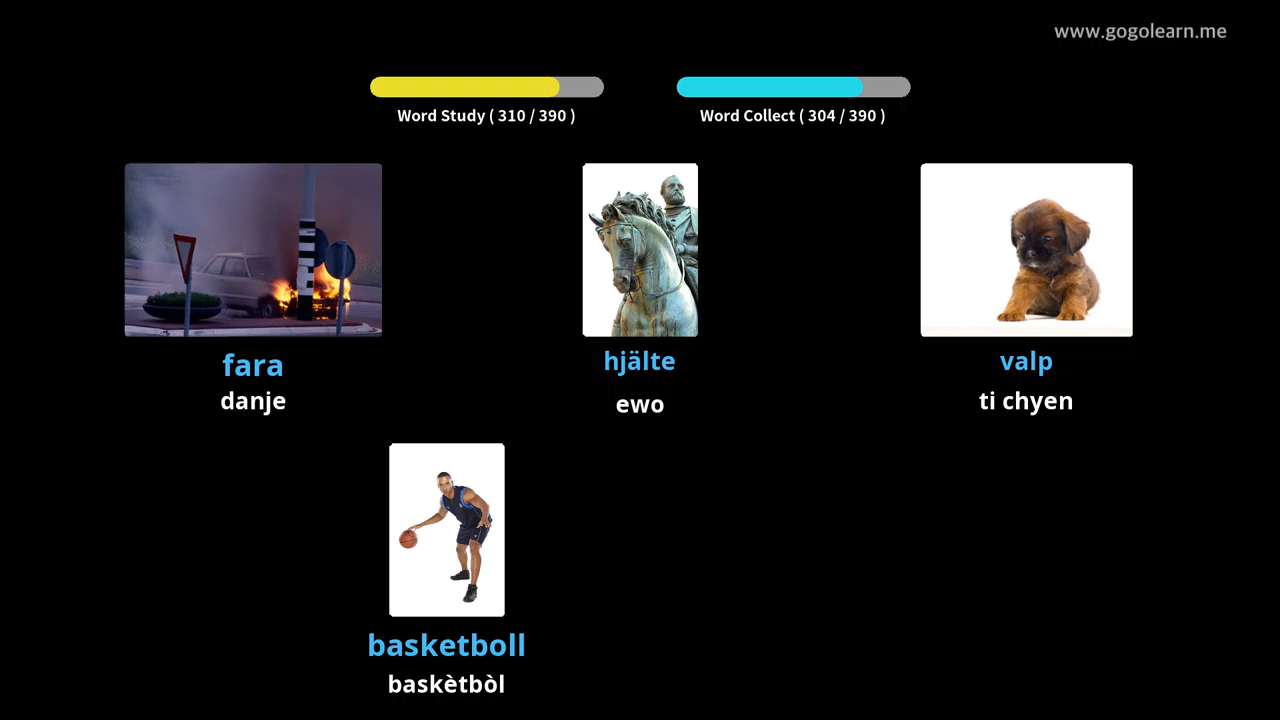 www.gogolearn.me
Word Study ( 310 / 390 )
Word Collect ( 304 / 390 )
fara
danje
hjälte
ewo
valp
ti chyen
basketboll
baskètbòl